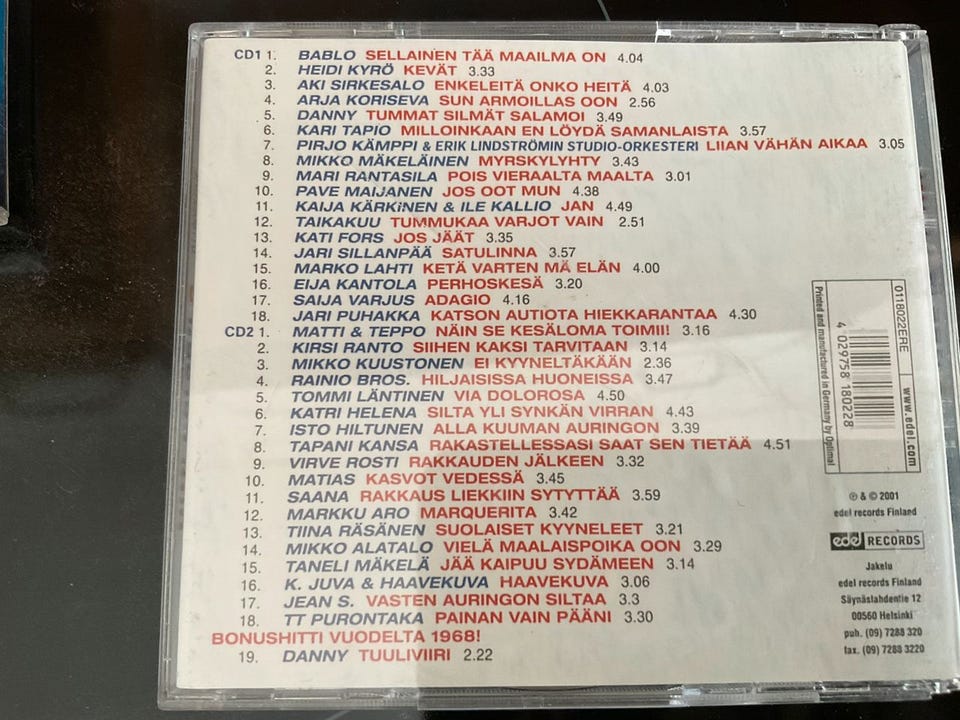 CD1 1. BABLO SELLAINEN TÄÄ MAAILMA ON 4.04
2. HEIDI KYRÖ KEVÄT 3.33
3. AKI SIRKESALO ENKELEITÄ ONKO HEITÄ 4.03
4. ARJA KORISEVA SUN ARMOILLAS OON 2.56
5. DANNY TUMMAT SILMÄT SALAMOI 3.49
6. KARI TAPIO MILLOINKAAN EN LÖYDÄ SAMANLAISTA 3.57
7. PIRJO KÄMPPI & ERIK LINDSTRÖMIN STUDIO-ORKESTERI LIIAN VÄHÄN AIKAA 3.05
8. MIKKO MÄKELÄINEN MYRSKYLYHTY 3.43
9. MARI RANTASILA POIS VIERAALTA MAALTA 3.01
10. PAVE MAIJANEN JOS OOT MUN 4.38
11. KAIJA KÄRKINEN & ILE KALLIO JAN 4.49
12. TAIKAKUU TUMMUKAA VARJOT VAIN 2.51
13. KATI FORS JOS JÄÄT 3.35
14. JARI SILLANPÄÄ SATULINNA 3.57
15. MARKO LAHTI KETÄ VARTEN MÄ ELÄN 4.00
16. EIJA KANTOLA PERHOSKESÄ 3.20
17. SAIJA VARJUS ADAGIO 4.16
18. JARI PUHAKKA KATSON AUTIOTA HIEKKARANTAA 4.30
CD2 1. MATTI & TEPPO NÄIN SE KESÄLOMA TOIMII! 3.16
2. KIRSI RANTO SIIHEN KAKSI TARVITAAN 3.14
3. MIKKO KUUSTONEN EI KYYNELTÄKÄÄN 2.36
4. RAINIO BROS. HILJAISISSA HUONEISSA 3.47
5. TOMMI LÄNTINEN VIA DOLOROSA 4.50
6. KATRI HELENA SILTA YLI SYNKÄN VIRRAN 4.43
7. ISTO HILTUNEN ALLA KUUMAN AURINGON 3.39
8. TAPANI KANSA RAKASTELLESSASI SAAT SEN TIETÄÄ 4.51
9. VIRVE ROSTI RAKKAUDEN JÄLKEEN 3.32
10. MATIAS KASVOT VEDESSÄ 3.45
11. SAANA RAKKAUS LIEKKIIN SYTYTTÄÄ 3.59
12. MARKKU ARO MARQUERITA 3.42
13. TIINA RÄSÄNEN SUOLAISET KYYNELEET 3.21
14. MIKKO ALATALO VIELÄ MAALAISPOIKA OON 3.29
15. TANELI MÄKELÄ JÄÄ KAIPUU SYDÄMEEN 3.14
16. K. JUVA & HAAVEKUVA HAAVEKUVA 3.06
17. JEAN S. VASTEN AURINGON SILTAA 3.3
18. TT PURONTAKA PAINAN VAIN PÄÄNI 3.30
BONUSHITTI VUODELTA 1968!
19. DANNY TUULIVIIRI 2.22
0118022ERE
www.edel.com
4 029758 180228
Printed and manufactured in Germany by Optimal
℗ & © 2001
edel records Finland
edel RECORDS
Jakelu
edel records Finland
Säynäslahdentie 12
00560 Helsinki
puh. (09) 7288 320
fax. (09) 7288 3220